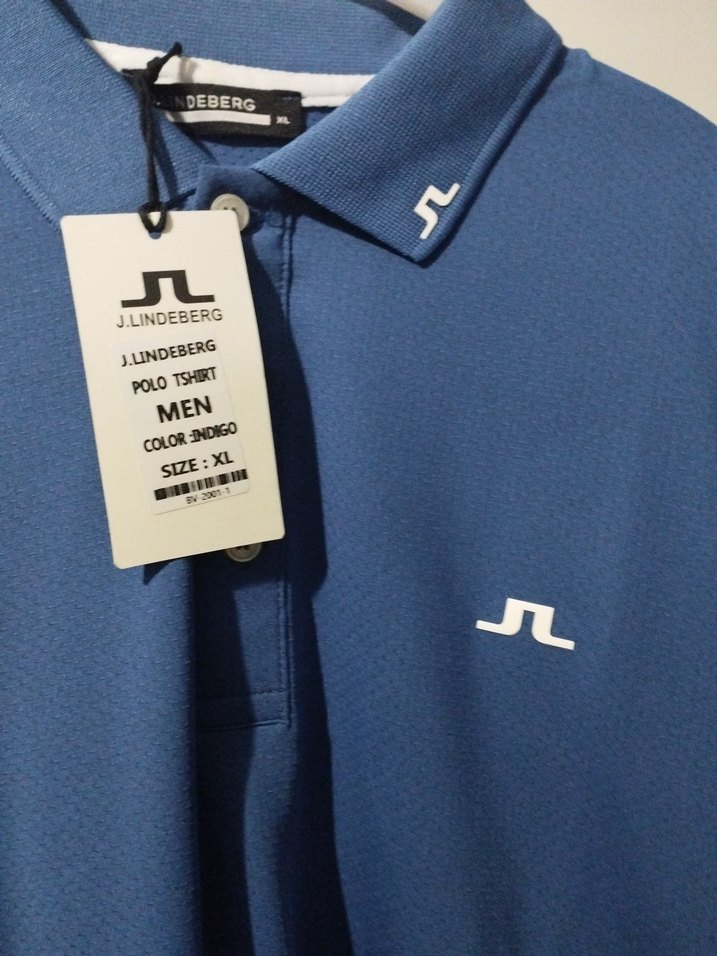 LINDEBERG
XL
J.LINDEBERG
J.LINDEBERG
POLO TSHIRT
MEN
COLOR :INDIGO
SIZE : XL
BV-2001-1